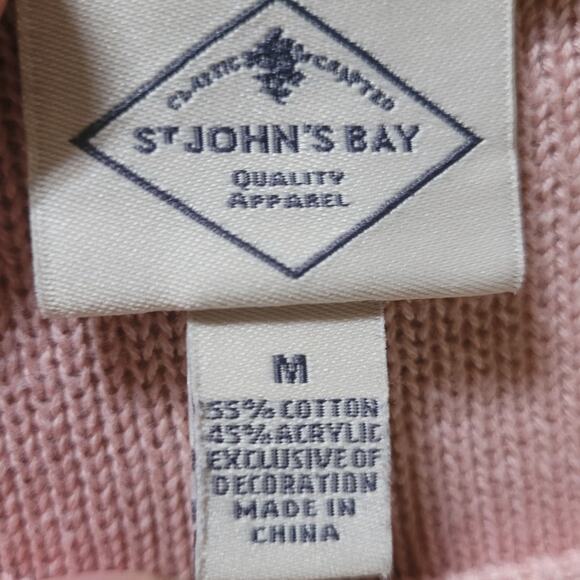 CLASSIC CRAFTED
ST JOHN'S BAY
QUALITY
APPAREL
M
55% COTTON
45% ACRYLIC
EXCLUSIVE OF
DECORATION
MADE IN
CHINA